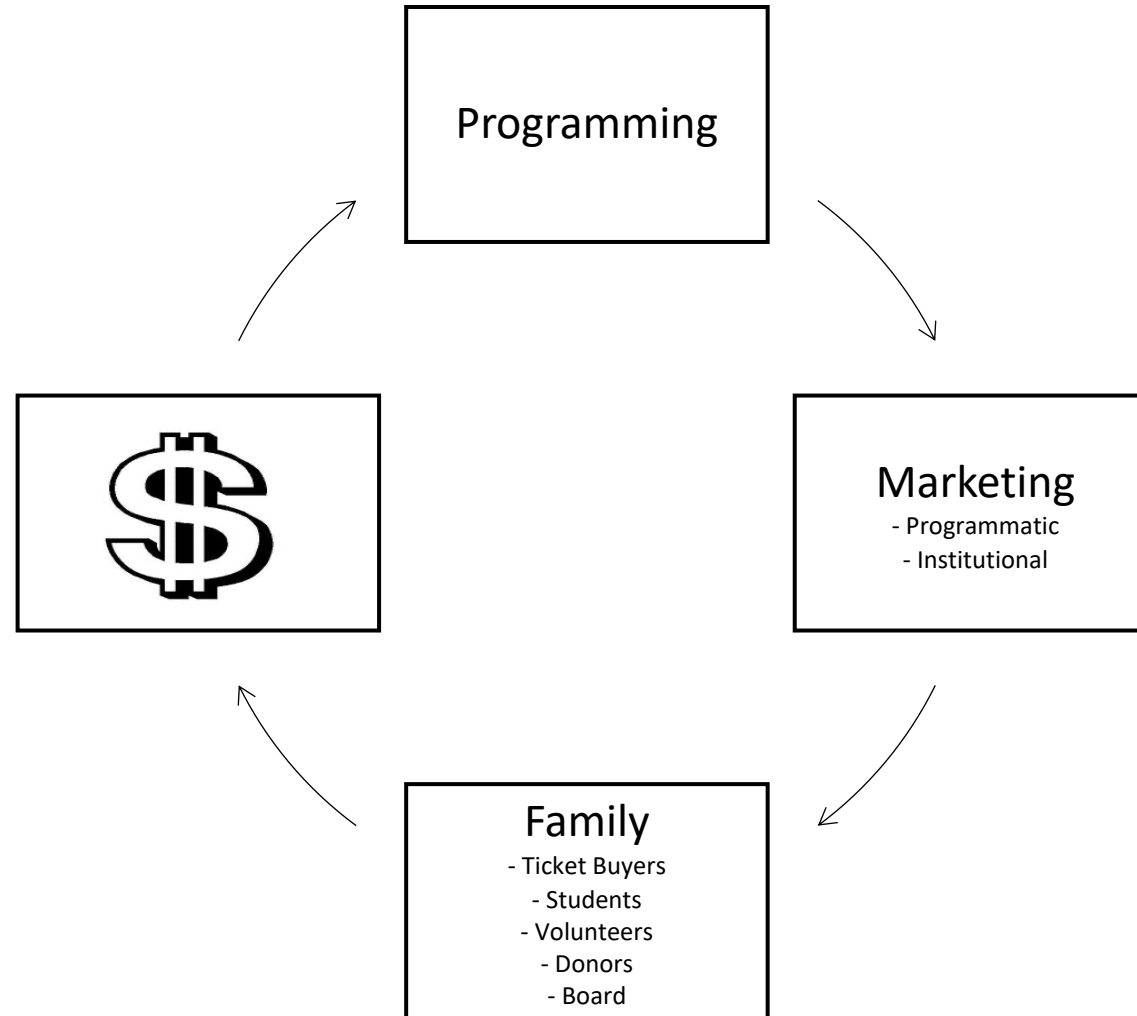 Programming
Marketing
- Programmatic
- Institutional
$
Family
- Ticket Buyers
- Students
- Volunteers
- Donors
- Board